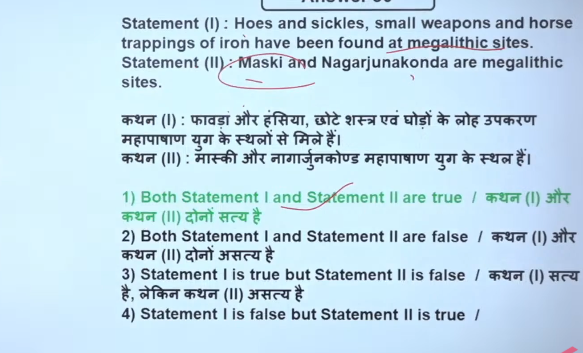 Statement (I) : Hoes and sickles, small weapons and horse
trappings of iron have been found at megalithic sites.
Statement (II) : Maski and Nagarjunakonda are megalithic
sites.
कथन (I) : फावड़ा और हंसिया, छोटे शस्त्र एवं घोड़ों के लोह उपकरण
महापाषाण युग के स्थलों से मिले हैं।
कथन (II) : मास्की और नागार्जुनकोण्ड महापाषाण युग के स्थल हैं।
1) Both Statement I and Statement II are true / कथन (I) और
कथन (II) दोनों सत्य है
2) Both Statement I and Statement II are false / कथन (I) और
कथन (II) दोनों असत्य है
3) Statement I is true but Statement II is false / कथन (I) सत्य
है, लेकिन कथन (II) असत्य है
4) Statement I is false but Statement II is true /